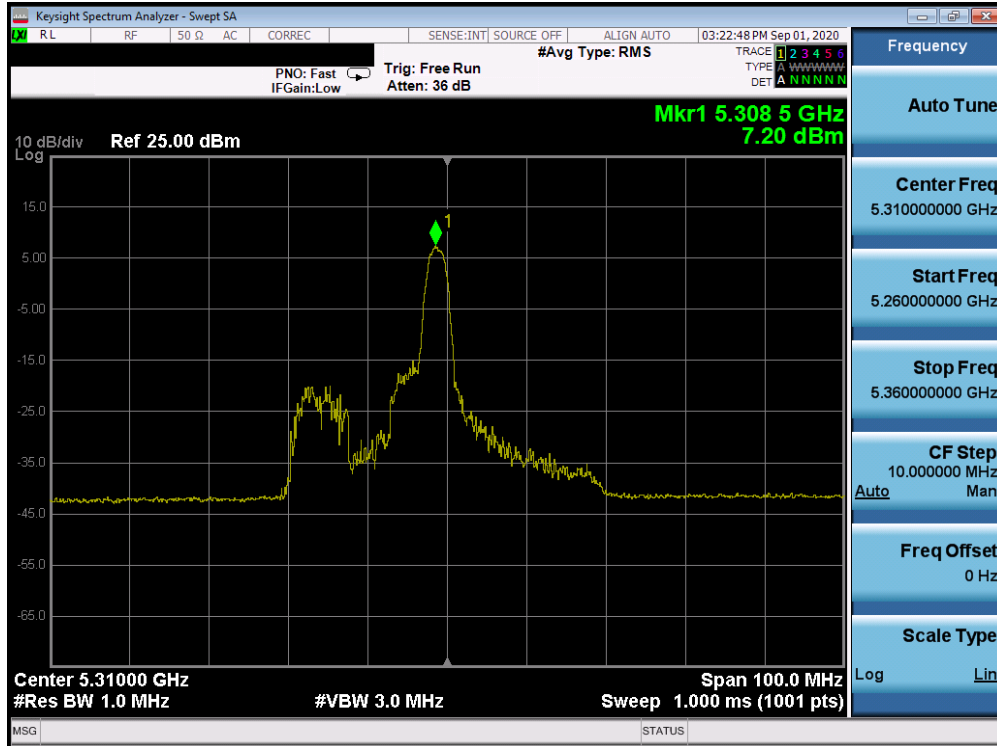 Keysight Spectrum Analyzer - Swept SA
LXI RL RF 50 Ω AC CORREC SENSE:INT SOURCE OFF ALIGN AUTO 03:22:48 PM Sep 01, 2020
PNO: Fast
IFGain:Low
Trig: Free Run
Atten: 36 dB
#Avg Type: RMS
TRACE 1 2 3 4 5 6
TYPE A WWWWW
DET A N N N N N
Mkr1 5.308 5 GHz
7.20 dBm
10 dB/div Ref 25.00 dBm
Log
15.0
5.00
-5.00
-15.0
-25.0
-35.0
-45.0
-55.0
-65.0
1
Center 5.31000 GHz Span 100.0 MHz
#Res BW 1.0 MHz #VBW 3.0 MHz Sweep 1.000 ms (1001 pts)
MSG STATUS
Frequency
Auto Tune
Center Freq
5.310000000 GHz
Start Freq
5.260000000 GHz
Stop Freq
5.360000000 GHz
CF Step
10.000000 MHz
Auto Man
Freq Offset
0 Hz
Scale Type
Log Lin